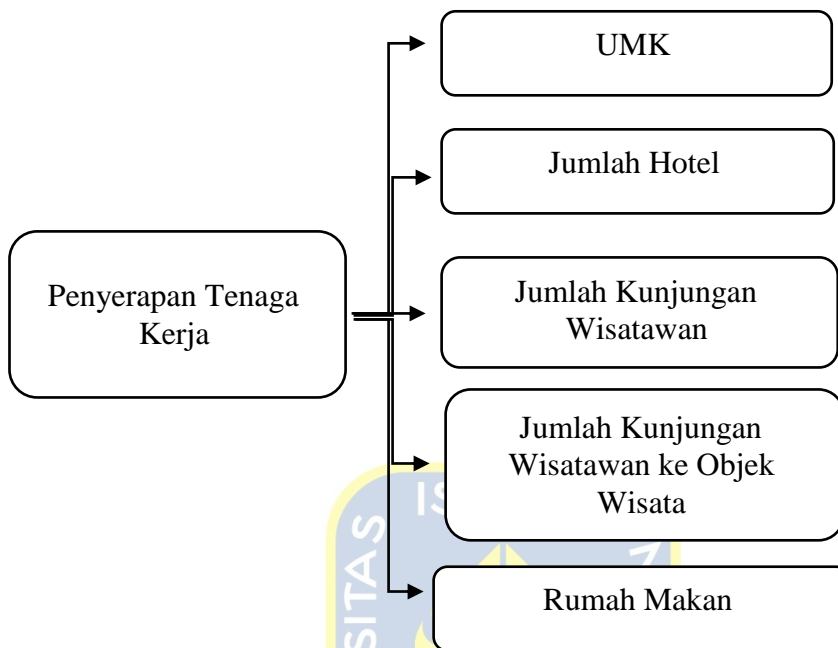 UMK
Jumlah Hotel
Penyerapan Tenaga
Kerja
Jumlah Kunjungan
Wisatawan
Jumlah Kunjungan
Wisatawan ke Objek
Wisata
Rumah Makan